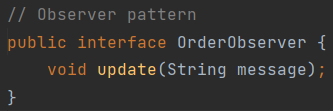 // Observer pattern
public interface OrderObserver {
    void update(String message);
}